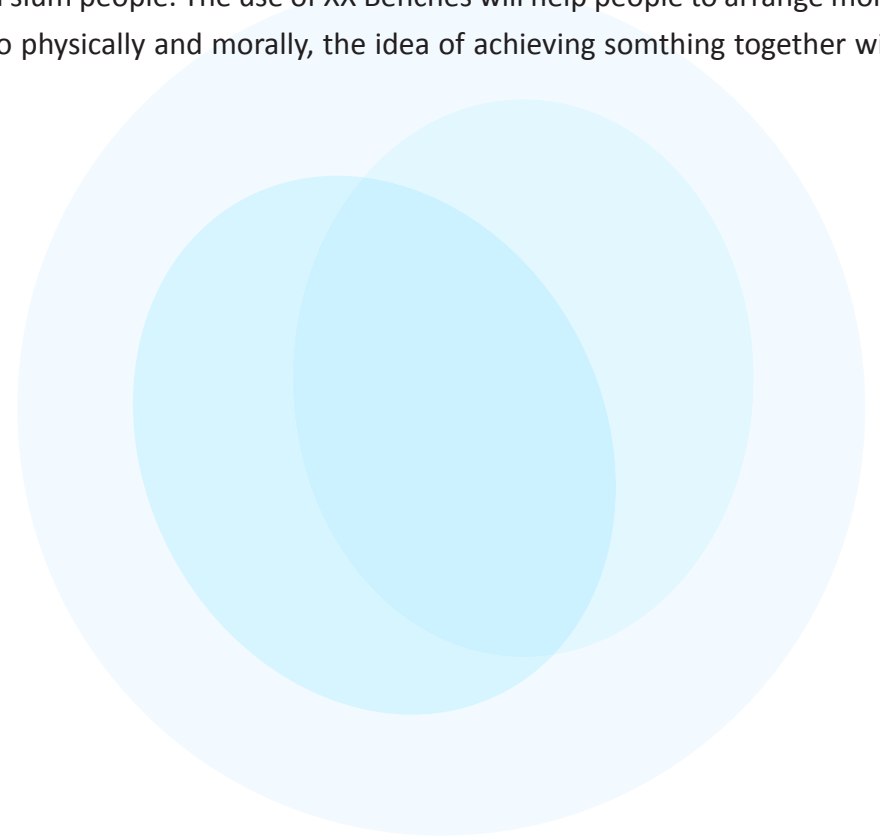 slum people. The use of XX Benches will help people to arrange
o physically and morally, the idea of achieving somthing together